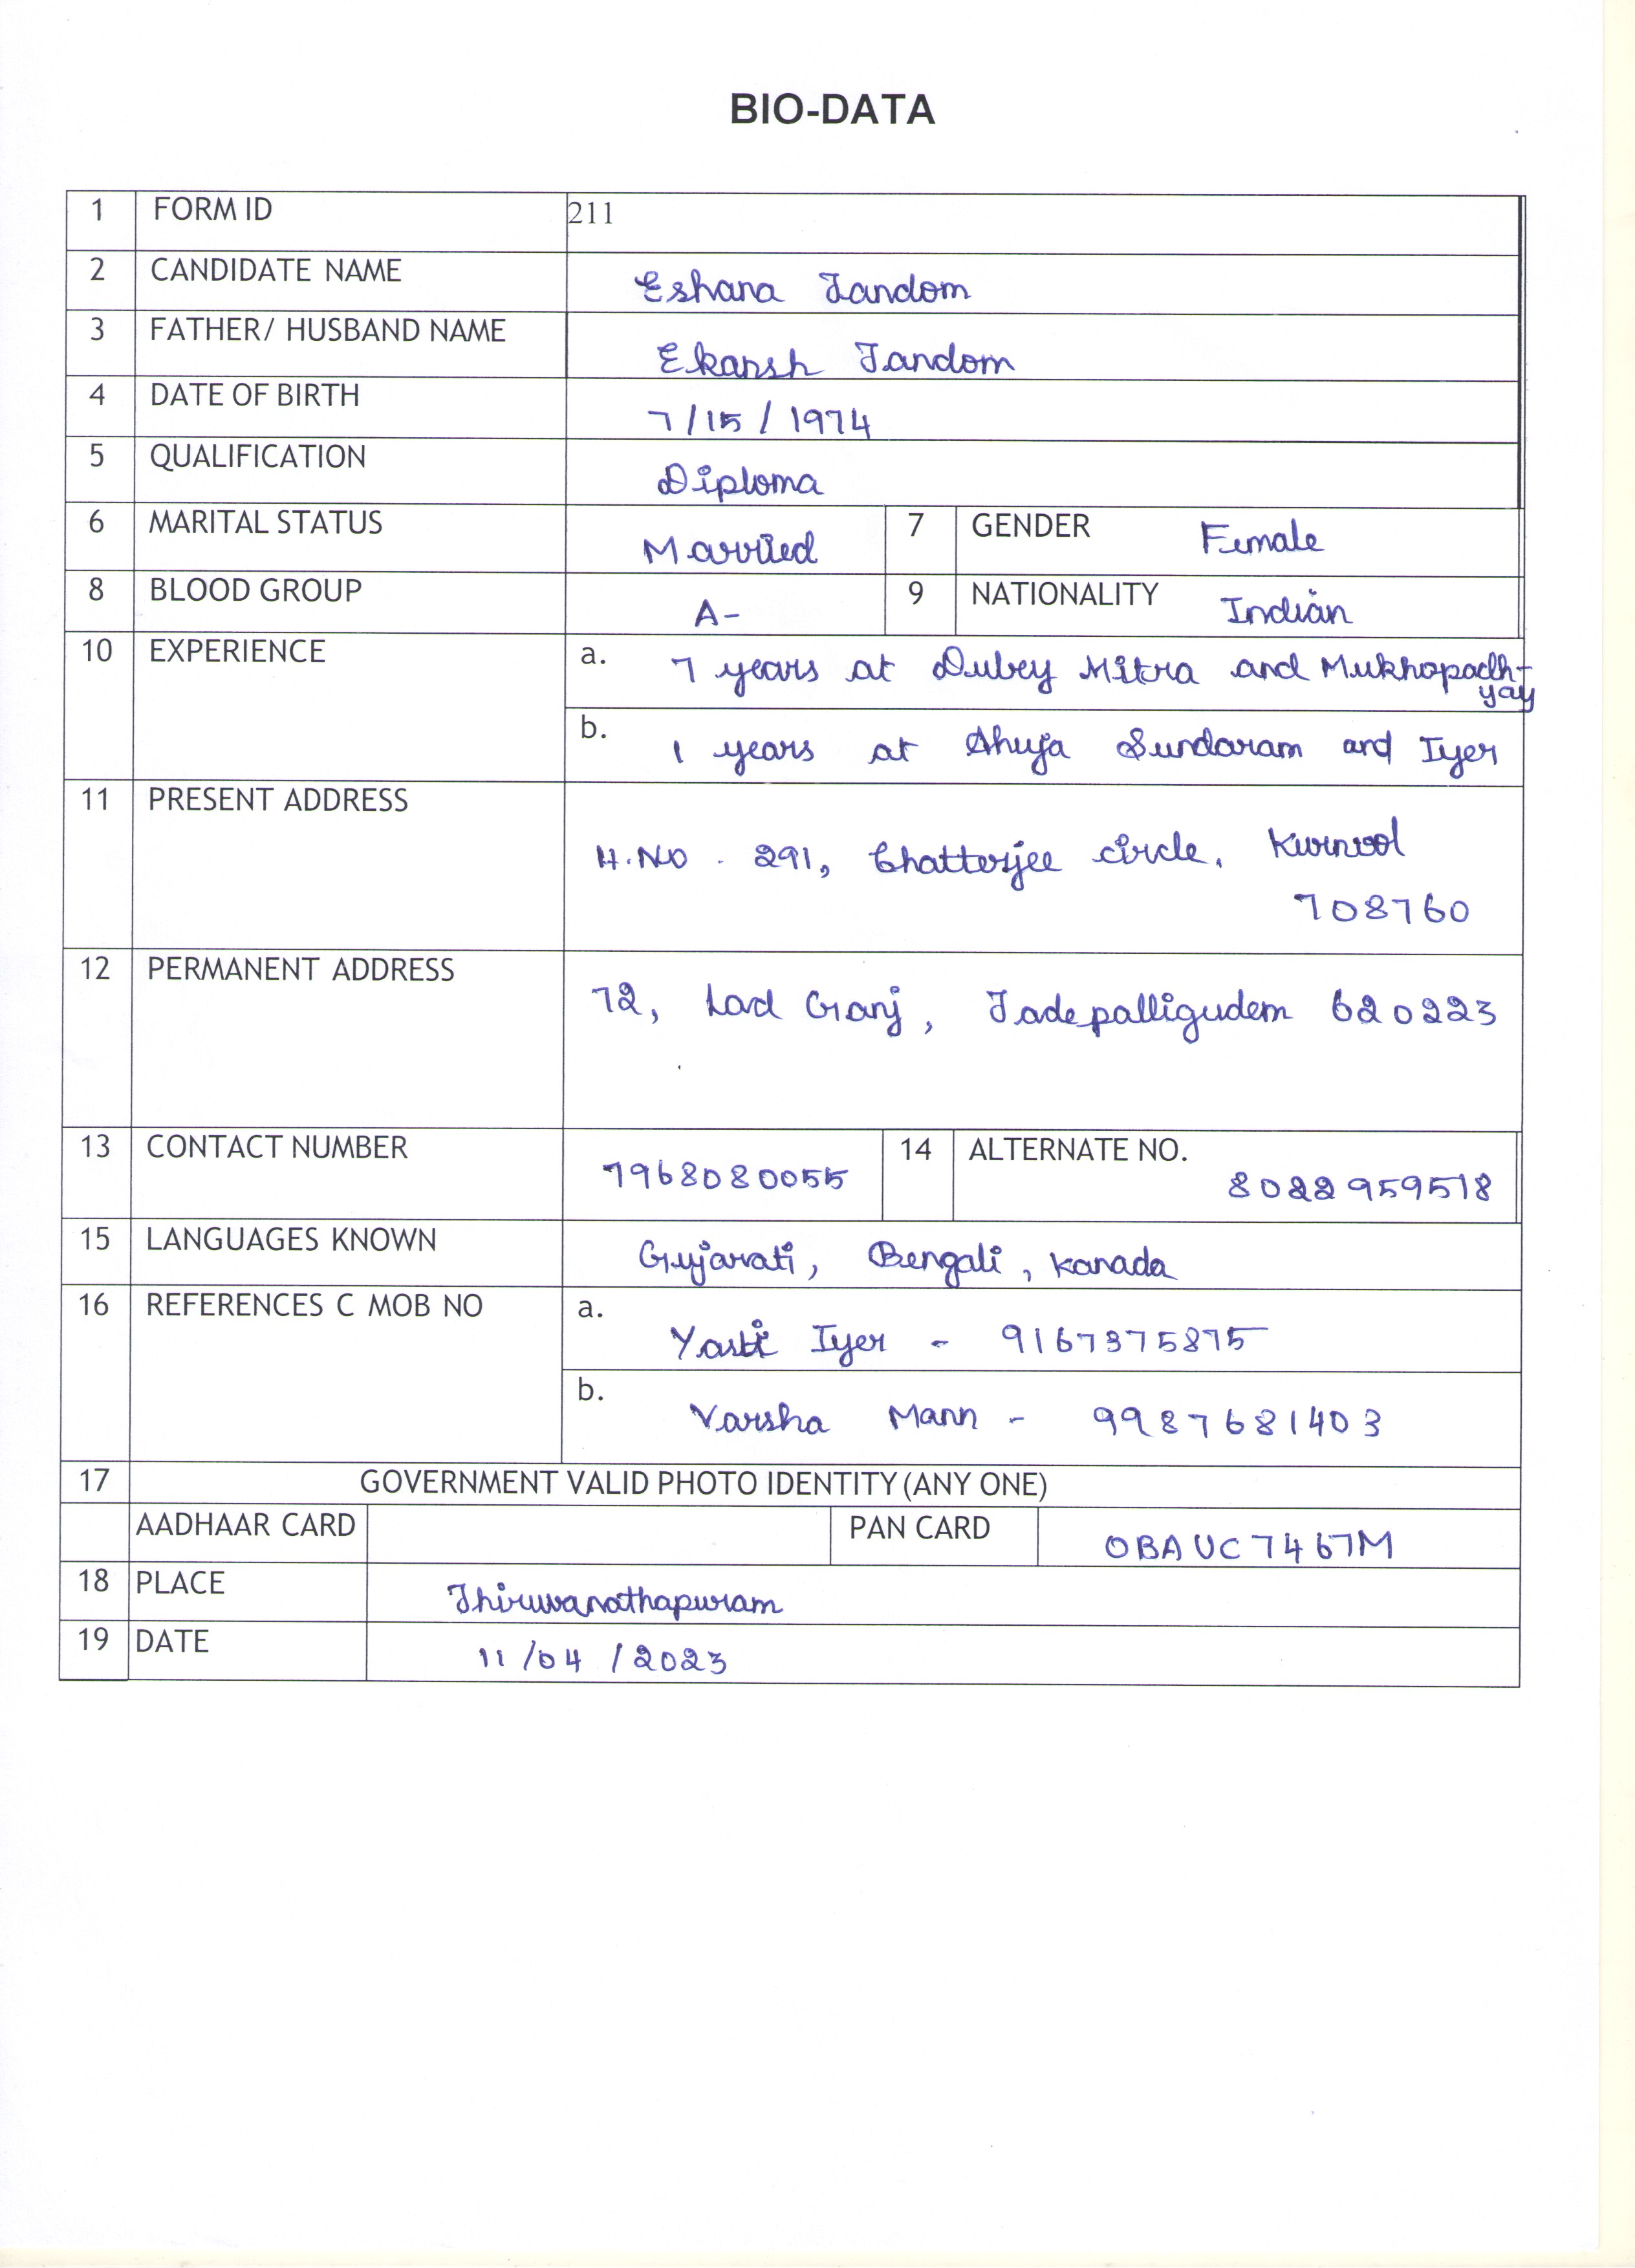 BIO-DATA
1 FORM ID 211
2 CANDIDATE NAME Eshana Tandom
3 FATHER/ HUSBAND NAME Ekansh Tandom
4 DATE OF BIRTH 7/15/1974
5 QUALIFICATION Diploma
6 MARITAL STATUS Married 7 GENDER Female
8 BLOOD GROUP A- 9 NATIONALITY Indian
10 EXPERIENCE a. 7 years at Dubey Mitra and Mukhopadh-
yay
b. 1 years at Ahuja Sundaram and Iyer
11 PRESENT ADDRESS H.NO. 291, Chatterjee circle, Kurnool
708760
12 PERMANENT ADDRESS 72, Lad Ganj, Tadepalligudem 620223
13 CONTACT NUMBER 7968080055 14 ALTERNATE NO. 8022959518
15 LANGUAGES KNOWN Gujarati, Bengali, Kanada
16 REFERENCES C MOB NO a. Iyer - 9167375875
b. Varsha Mann - 9987681403
17 GOVERNMENT VALID PHOTO IDENTITY(ANY ONE)
AADHAAR CARD PAN CARD OBAUC7467M
18 PLACE Thiruvanathapuram
19 DATE 11/04/2023